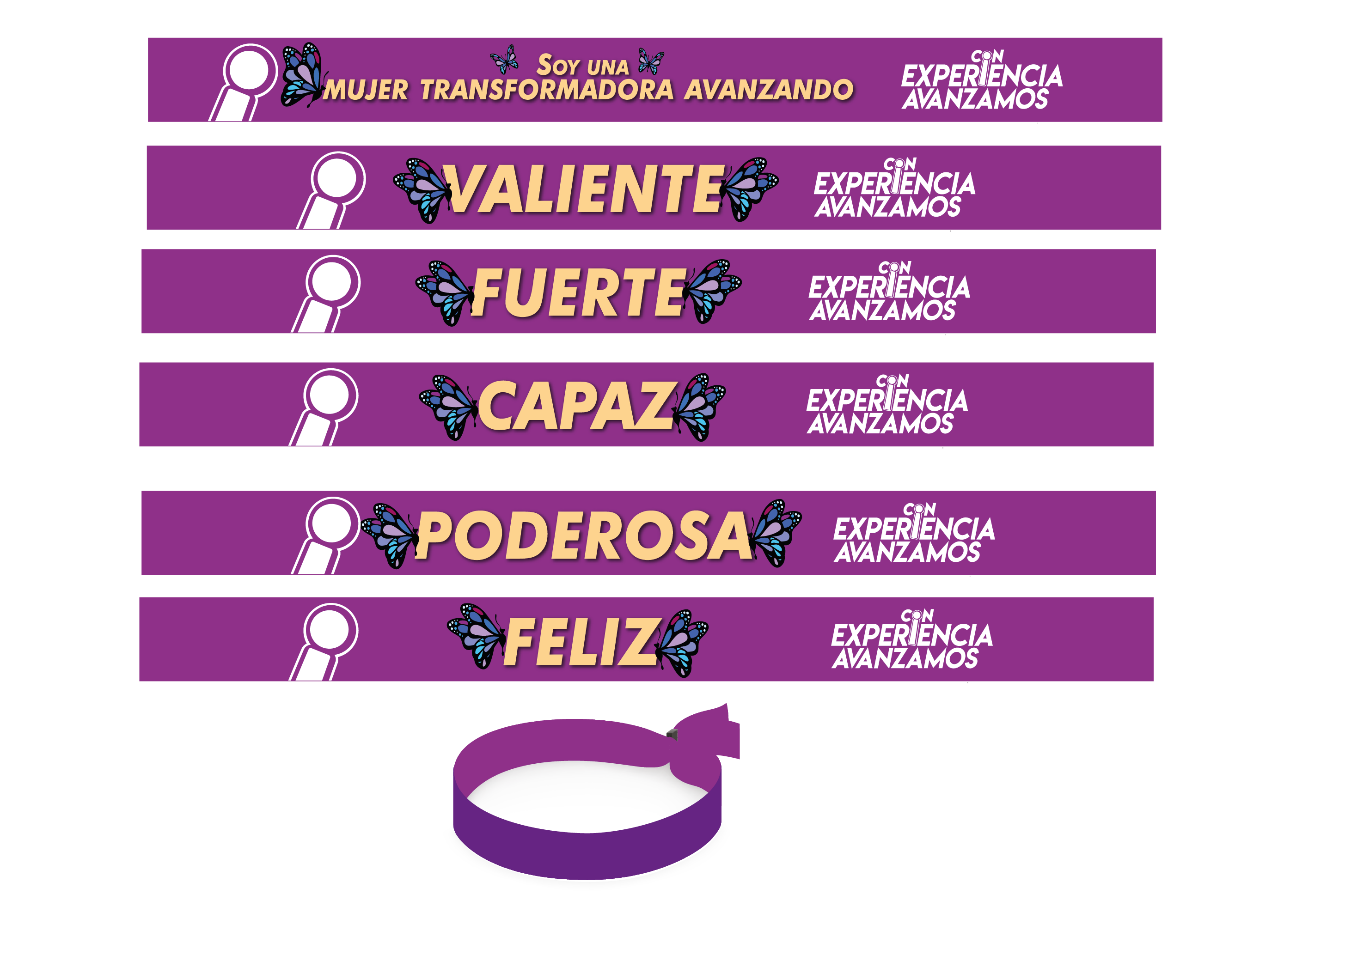 SOY UNA
MUJER TRANSFORMADORA AVANZANDO
CON
EXPERIENCIA
AVANZAMOS
VALIENTE
CON
EXPERIENCIA
AVANZAMOS
FUERTE
CON
EXPERIENCIA
AVANZAMOS
CAPAZ
CON
EXPERIENCIA
AVANZAMOS
PODEROSA
CON
EXPERIENCIA
AVANZAMOS
FELIZ
CON
EXPERIENCIA
AVANZAMOS